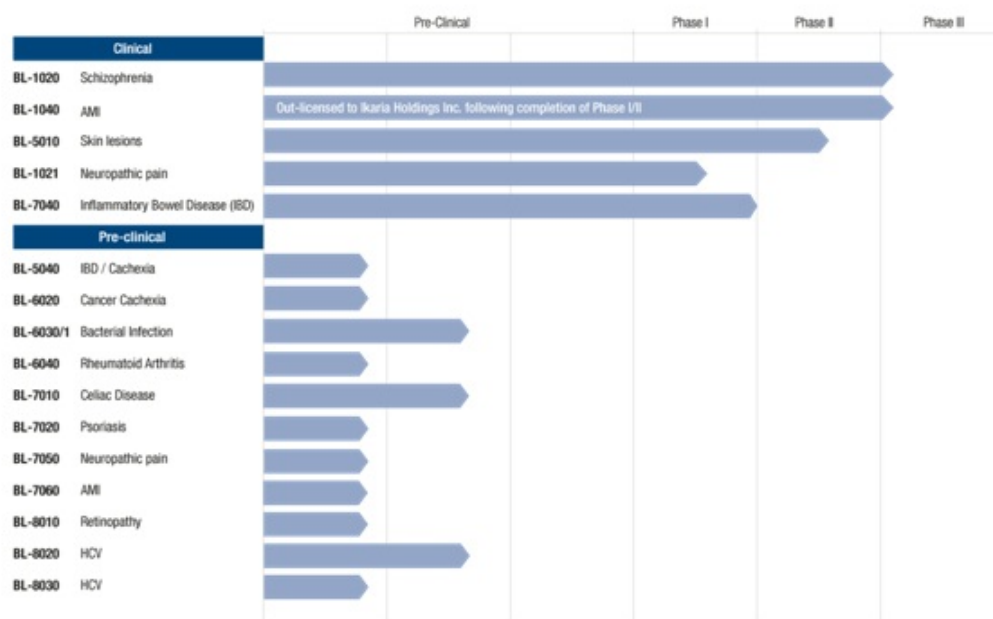 Pre-Clinical Phase I Phase II Phase III
Clinical
BL-1020 Schizophrenia
BL-1040 AMI Out-licensed to Ikaria Holdings Inc. following completion of Phase I/II
BL-5010 Skin lesions
BL-1021 Neuropathic pain
BL-7040 Inflammatory Bowel Disease (IBD)
Pre-clinical
BL-5040 IBD / Cachexia
BL-6020 Cancer Cachexia
BL-6030/1 Bacterial Infection
BL-6040 Rheumatoid Arthritis
BL-7010 Celiac Disease
BL-7020 Psoriasis
BL-7050 Neuropathic pain
BL-7060 AMI
BL-8010 Retinopathy
BL-8020 HCV
BL-8030 HCV